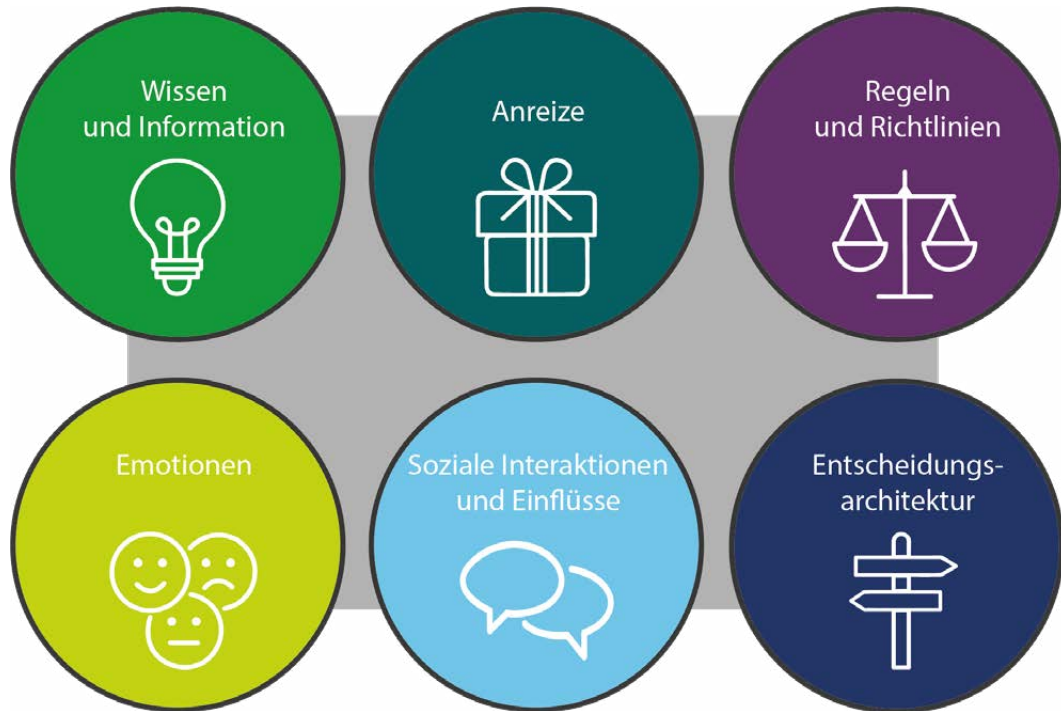 Wissen
und Information
Anreize
Regeln
und Richtlinien
Emotionen
Soziale Interaktionen
und Einflüsse
Entscheidungs-
architektur